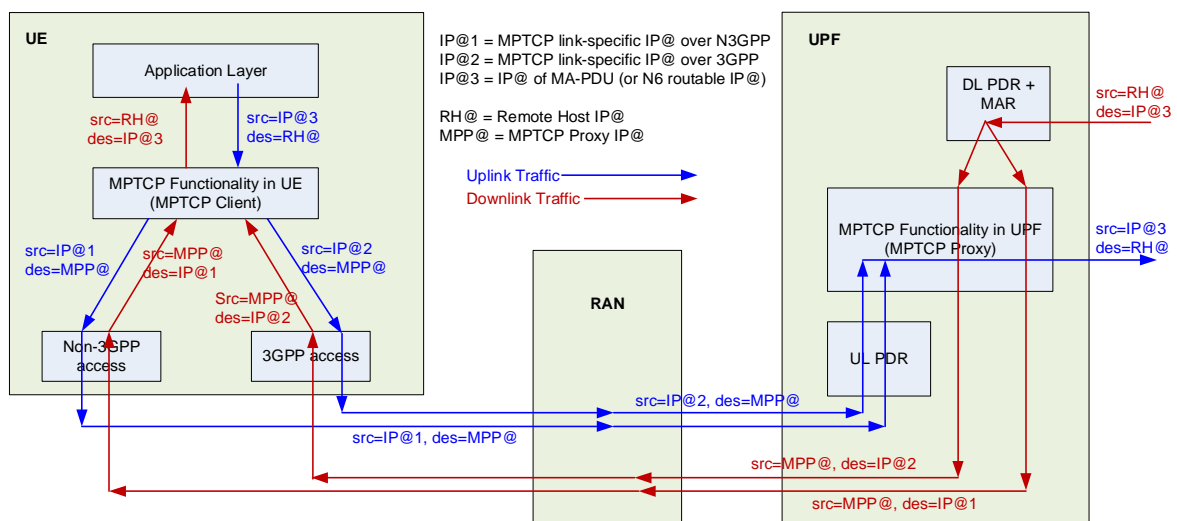 UE
Application Layer
src=RH@
des=IP@3
src=IP@3
des=RH@
MPTCP Functionality in UE
(MPTCP Client)
src=IP@1
des=MPP@
src=MPP@
des=IP@1
src=IP@2
des=MPP@
Src=MPP@
des=IP@2
Non-3GPP
access
3GPP access
IP@1 = MPTCP link-specific IP@ over N3GPP
IP@2 = MPTCP link-specific IP@ over 3GPP
IP@3 = IP@ of MA-PDU (or N6 routable IP@)
RH@ = Remote Host IP@
MPP@ = MPTCP Proxy IP@
Uplink Traffic
Downlink Traffic
RAN
UPF
DL PDR +
MAR
src=RH@
des=IP@3
MPTCP Functionality in UPF
(MPTCP Proxy)
src=IP@3
des=RH@
UL PDR
src=IP@2, des=MPP@
src=IP@1, des=MPP@
src=MPP@, des=IP@2
src=MPP@, des=IP@1